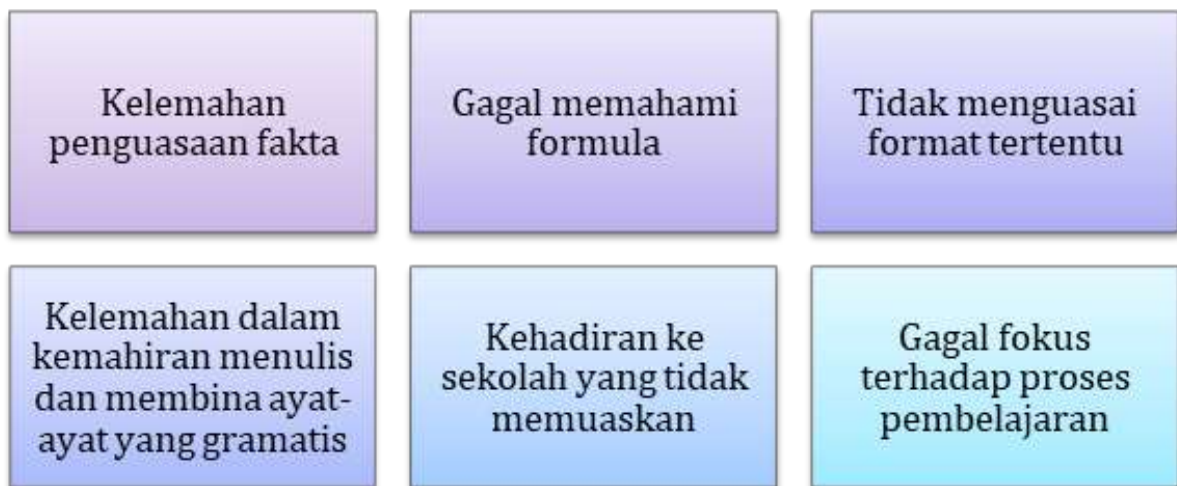 Kelemahan
penguasaan fakta
Gagal memahami
formula
Tidak menguasai
format tertentu
Kelemahan dalam
kemahiran menulis
dan membina ayat-
ayat yang gramatis
Kehadiran ke
sekolah yang tidak
memuaskan
Gagal fokus
terhadap proses
pembelajaran